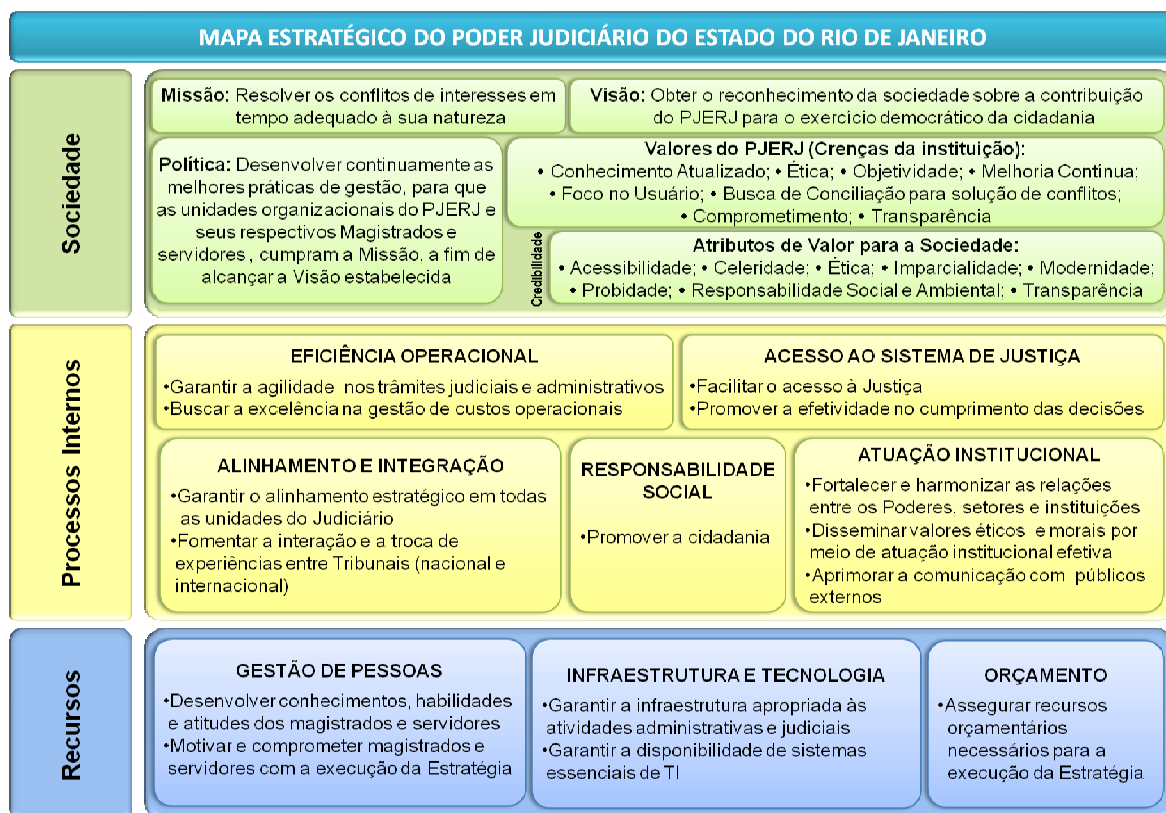 MAPA ESTRATÉGICO DO PODER JUDICIÁRIO DO ESTADO DO RIO DE JANEIRO
Sociedade
Missão: Resolver os conflitos de interesses em
tempo adequado à sua natureza
Visão: Obter o reconhecimento da sociedade sobre a contribuição
do PJERJ para o exercício democrático da cidadania
Política: Desenvolver continuamente as
melhores práticas de gestão, para que
as unidades organizacionais do PJERJ e
seus respectivos Magistrados e
servidores , cumpram a Missão, a fim de
alcançar a Visão estabelecida
Valores do PJERJ (Crenças da instituição):
• Conhecimento Atualizado; • Ética; • Objetividade; • Melhoria Continua;
• Foco no Usuário; • Busca de Conciliação para solução de conflitos;
• Comprometimento; • Transparência
Credibilidade
Atributos de Valor para a Sociedade:
• Acessibilidade; • Celeridade; • Ética; • Imparcialidade; • Modernidade;
• Probidade; • Responsabilidade Social e Ambiental; • Transparência
Processos Internos
EFICIÊNCIA OPERACIONAL
•Garantir a agilidade nos trâmites judiciais e administrativos
•Buscar a excelência na gestão de custos operacionais
ACESSO AO SISTEMA DE JUSTIÇA
•Facilitar o acesso à Justiça
•Promover a efetividade no cumprimento das decisões
ALINHAMENTO E INTEGRAÇÃO
•Garantir o alinhamento estratégico em todas
as unidades do Judiciário
•Fomentar a interação e a troca de
experiências entre Tribunais (nacional e
internacional)
RESPONSABILIDADE
SOCIAL
•Promover a cidadania
ATUAÇÃO INSTITUCIONAL
•Fortalecer e harmonizar as relações
entre os Poderes, setores e instituições
•Disseminar valores éticos e morais por
meio de atuação institucional efetiva
•Aprimorar a comunicação com públicos
externos
Recursos
GESTÃO DE PESSOAS
•Desenvolver conhecimentos, habilidades
e atitudes dos magistrados e servidores
•Motivar e comprometer magistrados e
servidores com a execução da Estratégia
INFRAESTRUTURA E TECNOLOGIA
•Garantir a infraestrutura apropriada às
atividades administrativas e judiciais
•Garantir a disponibilidade de sistemas
essenciais de TI
ORÇAMENTO
•Assegurar recursos
orçamentários
necessários para a
execução da Estratégia